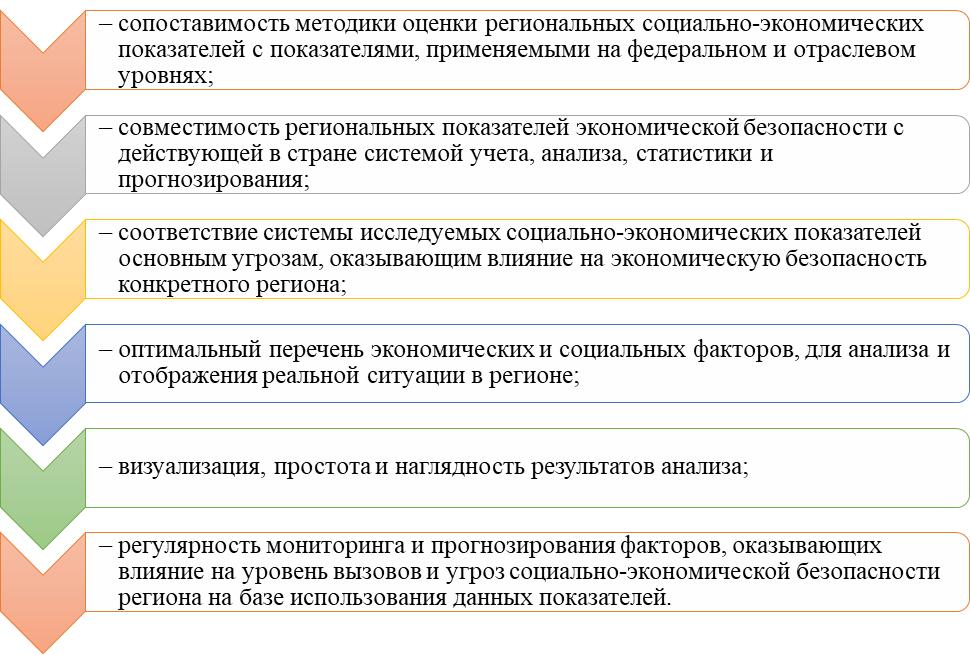 – сопоставимость методики оценки региональных социально-экономических
показателей с показателями, применяемыми на федеральном и отраслевом
уровнях;
– совместимость региональных показателей экономической безопасности с
действующей в стране системой учета, анализа, статистики и
прогнозирования;
– соответствие системы исследуемых социально-экономических показателей
основным угрозам, оказывающим влияние на экономическую безопасность
конкретного региона;
– оптимальный перечень экономических и социальных факторов, для анализа и
отображения реальной ситуации в регионе;
– визуализация, простота и наглядность результатов анализа;
– регулярность мониторинга и прогнозирования факторов, оказывающих
влияние на уровень вызовов и угроз социально-экономической безопасности
региона на базе использования данных показателей.